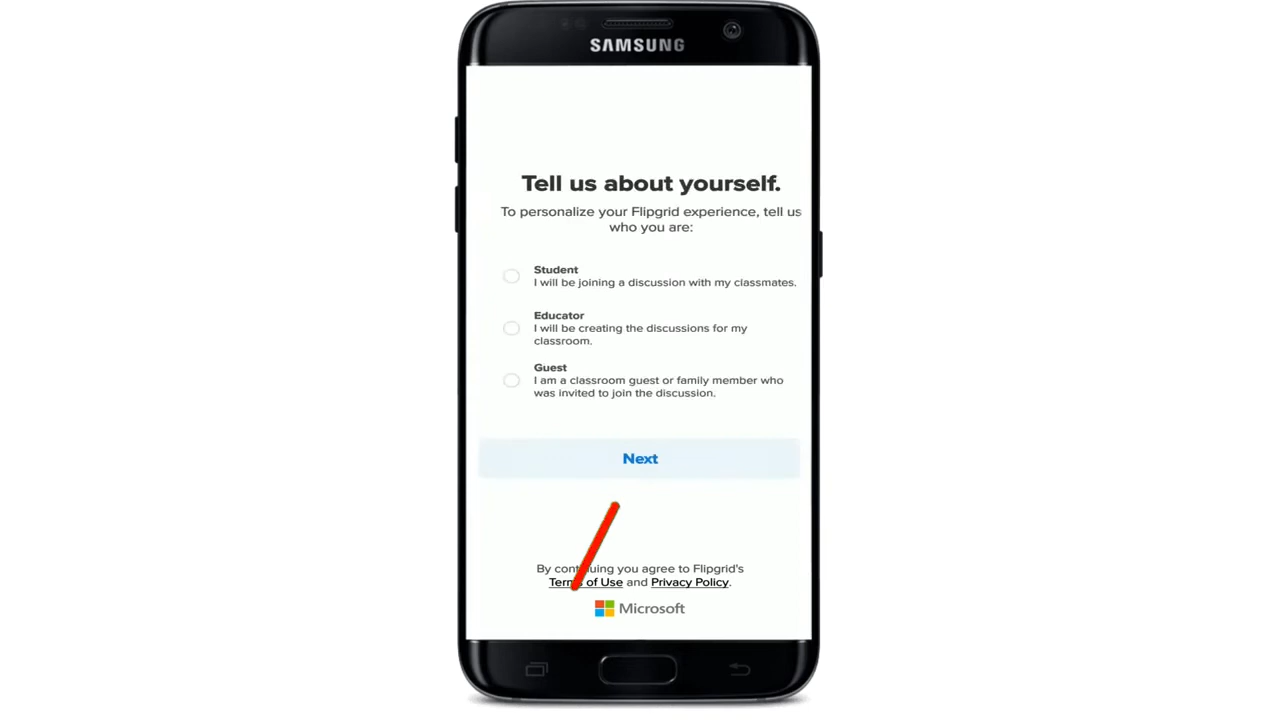 SAMSUNG
Tell us about yourself.
To personalize your Flipgrid experience, tell us
who you are:
Student
I will be joining a discussion with my classmates.
Educator
I will be creating the discussions for my
classroom.
Guest
I am a classroom guest or family member who
was invited to join the discussion.
Next
By continuing you agree to Flipgrid's
Terms of Use and Privacy Policy.
Microsoft